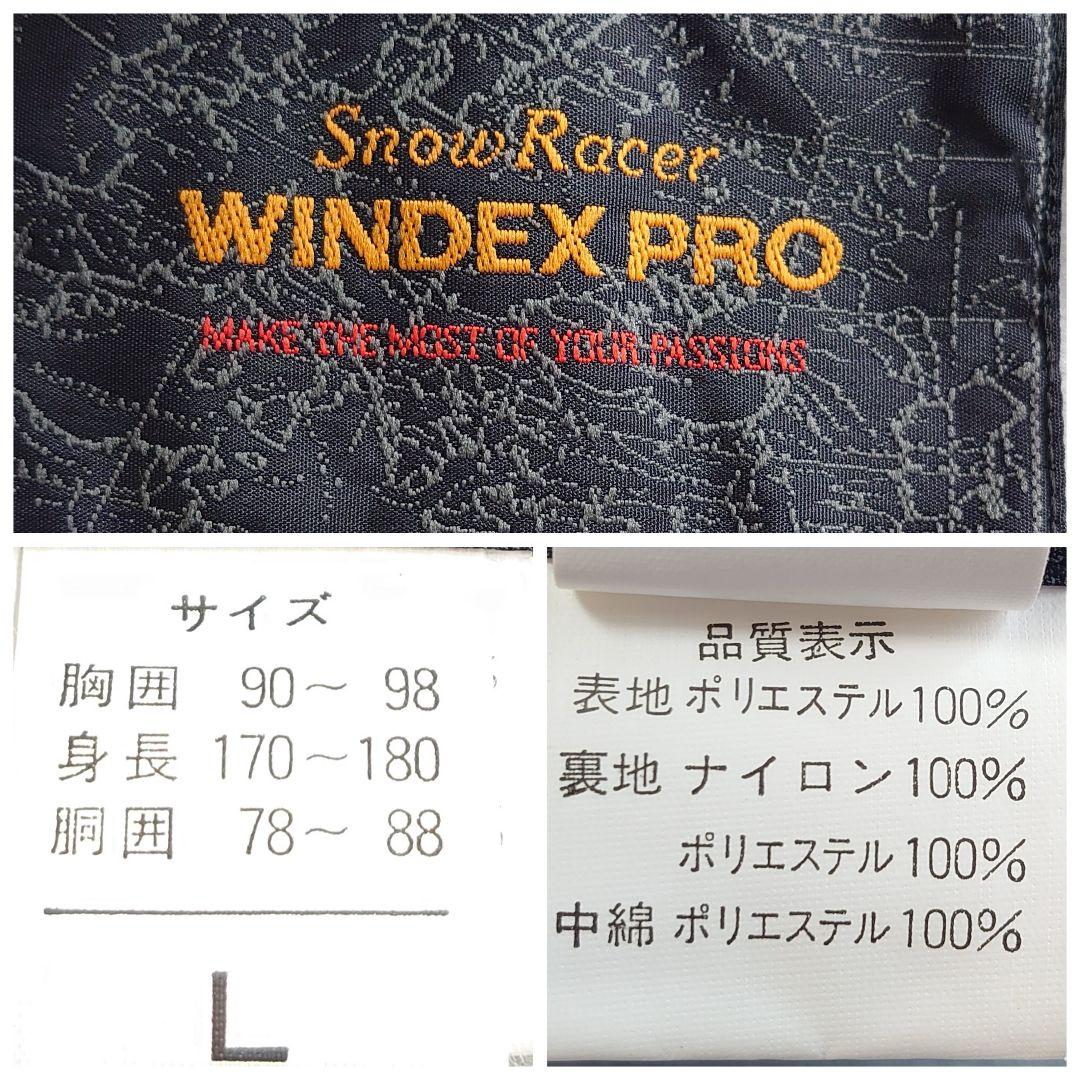 Snow Racer
WINDEX PRO
MAKE THE MOST OF YOUR PASSIONS
サイズ
胸囲 90～ 98
身長 170～180
胴囲 78～ 88
L
品質表示
表地 ポリエステル100%
裏地 ナイロン100%
ポリエステル100%
中綿 ポリエステル100%